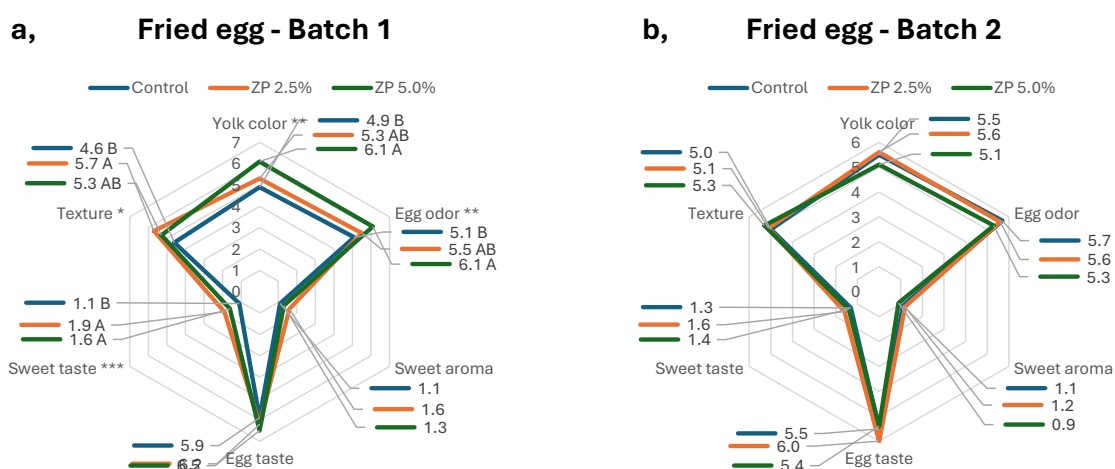 a, Fried egg - Batch 1
Control ZP 2.5% ZP 5.0%
Yolk color **
4.9 B
5.3 AB
6.1 A
4.6 B
5.7 A
5.3 AB
7
6
5
4
3
2
1
0
Texture *
Egg odor **
5.1 B
5.5 AB
6.1 A
1.1 B
1.9 A
1.6 A
Sweet taste ***
Sweet aroma
1.1
1.6
1.3
5.9
Egg taste
b, Fried egg - Batch 2
Control ZP 2.5% ZP 5.0%
Yolk color
5.5
5.6
5.1
5.0
5.1
5.3
6
5
4
3
2
1
0
Texture
Egg odor
5.7
5.6
5.3
1.3
1.6
1.4
Sweet taste
Sweet aroma
1.1
1.2
0.9
5.5
6.0
5.4
Egg taste